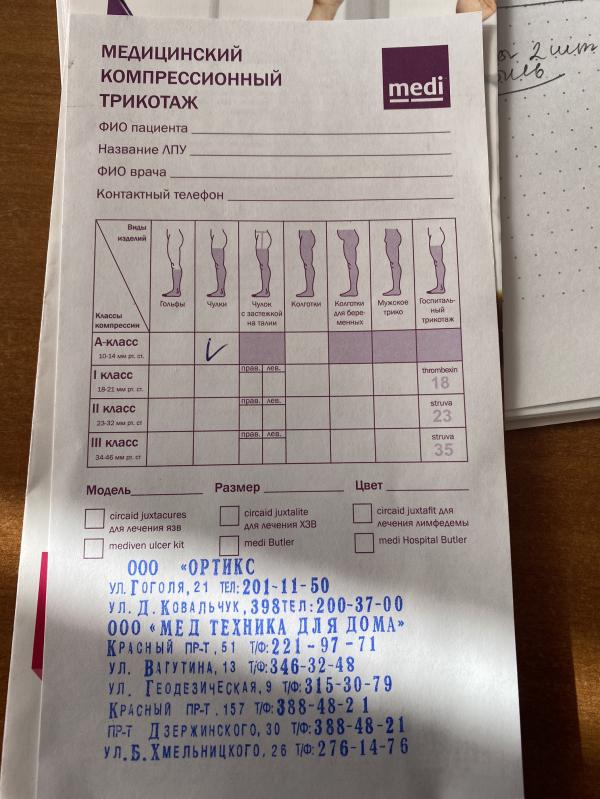 МЕДИЦИНСКИЙ
КОМПРЕССИОННЫЙ
ТРИКОТАЖ
medi
2 шт
ФИО пациента
Название ЛПУ
ФИО врача
Контактный телефон
Виды изделий
Классы компрессии
Гольфы
Чулки
Чулок с застежкой на талии
Колготки
Колготки для беременных
Мужское трико
Госпитальный трикотаж
А-класс
10-14 мм рт. ст.
I класс
18-21 мм рт. ст.
прав. лев.
thrombexin
18
II класс
23-32 мм рт. ст.
прав. лев.
struva
23
III класс
34-46 мм рт. ст.
прав. лев.
struva
35
Модель Размер Цвет
circaid juxtacures для лечения язв
circaid juxtalite для лечения ХЗВ
circaid juxtafit для лечения лимфедемы
mediven ulcer kit
medi Butler
medi Hospital Butler
ООО «ОРТИКС
УЛ. ГОГОЛЯ, 21 ТЕЛ: 201-11-50
УЛ. Д. КОВАЛЬЧУК, 398 ТЕЛ: 200-37-00
ООО «МЕД ТЕХНИКА ДЛЯ ДОМА»
КРАСНЫЙ ПР-Т, 51 Т/Ф: 221-97-71
УЛ. ВАТУТИНА, 13 Т/Ф: 346-32-48
УЛ. ГЕОДЕЗИЧЕСКАЯ, 9 Т/Ф: 315-30-79
КРАСНЫЙ ПР-Т. 157 Т/Ф: 388-48-21
ПР-Т ДЗЕРЖИНСКОГО, 30 Т/Ф: 388-48-21
УЛ. Б. ХМЕЛЬНИЦКОГО, 26 Т/Ф: 276-14-76